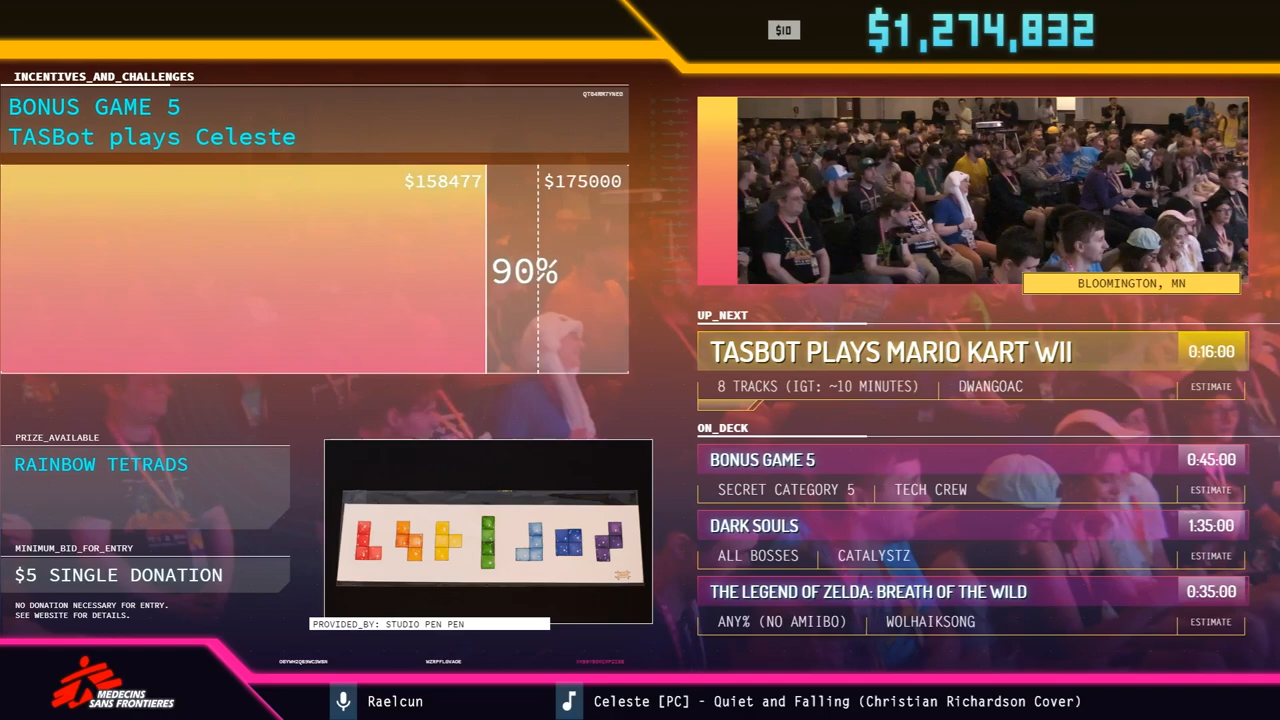 $10
$1,274,832
INCENTIVES_AND_CHALLENGES
BONUS GAME 5
TASBot plays Celeste
$158477
$175000
90%
BLOOMINGTON, MN
UP_NEXT
TASBOT PLAYS MARIO KART WII
0:16:00
8 TRACKS (IGT: ~10 MINUTES)
DWANGOAC
ESTIMATE
ON_DECK
BONUS GAME 5
0:45:00
SECRET CATEGORY 5
TECH CREW
ESTIMATE
DARK SOULS
1:35:00
ALL BOSSES
CATALYSTZ
ESTIMATE
THE LEGEND OF ZELDA: BREATH OF THE WILD
0:35:00
ANY% (NO AMIIBO)
WOLHAIKSONG
ESTIMATE
PRIZE_AVAILABLE
RAINBOW TETRADS
MINIMUM_BID_FOR_ENTRY
$5 SINGLE DONATION
NO DONATION NECESSARY FOR ENTRY.
SEE WEBSITE FOR DETAILS.
PROVIDED_BY: STUDIO PEN PEN
MEDECINS
SANS FRONTIERES
Raelcun
Celeste [PC] - Quiet and Falling (Christian Richardson Cover)